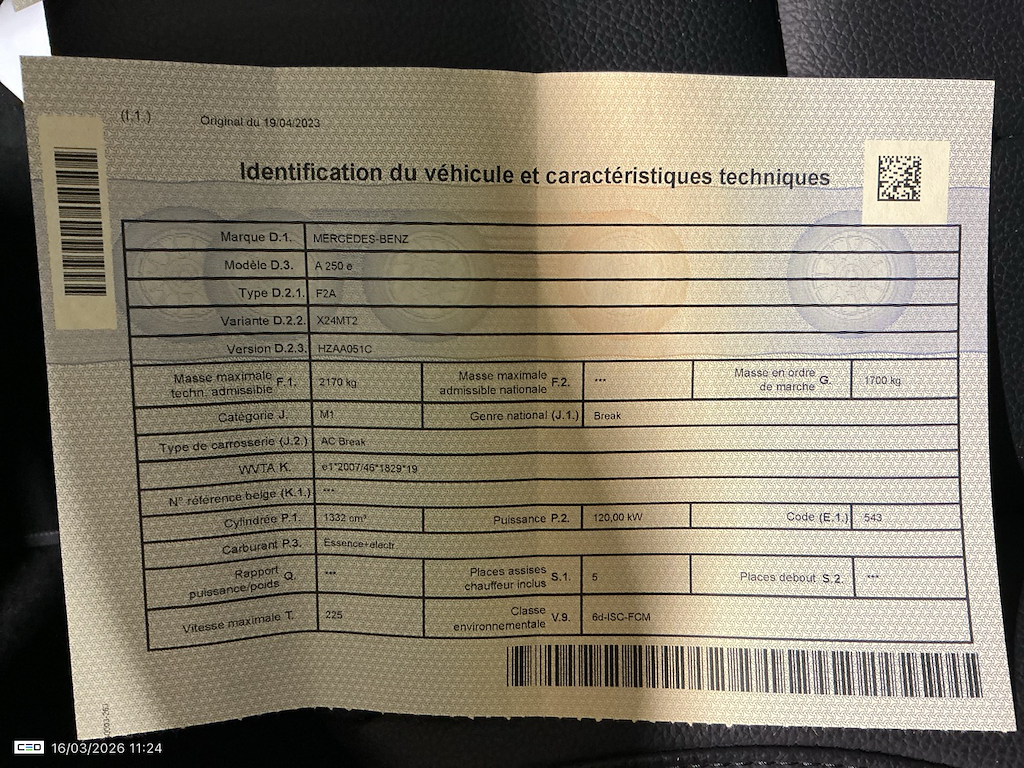 (I.1.)
Original du 19/04/2023
Identification du véhicule et caractéristiques techniques
Marque D.1. MERCEDES-BENZ
Modèle D.3. A 250 e
Type D.2.1. F2A
Variante D.2.2. X24MT2
Version D.2.3. HZAA051C
Masse maximale techn. admissible F.1. 2170 kg Masse maximale admissible nationale F.2. *** Masse en ordre de marche G. 1700 kg
Catégorie J. M1 Genre national (J.1.) Break
Type de carrosserie (J.2.) AC Break
WVTA K. e1*2007/46*1829*19
N° référence belge (K.1.) ***
Cylindrée P.1. 1332 cm³ Puissance P.2. 120,00 kW Code (E.1.) 543
Carburant P.3. Essence+electr
Rapport puissance/poids Q. *** Places assises chauffeur inclus S.1. 5 Places debout S.2. ***
Vitesse maximale T. 225 Classe environnementale V.9. 6d-ISC-FCM
CEO 16/03/2026 11:24